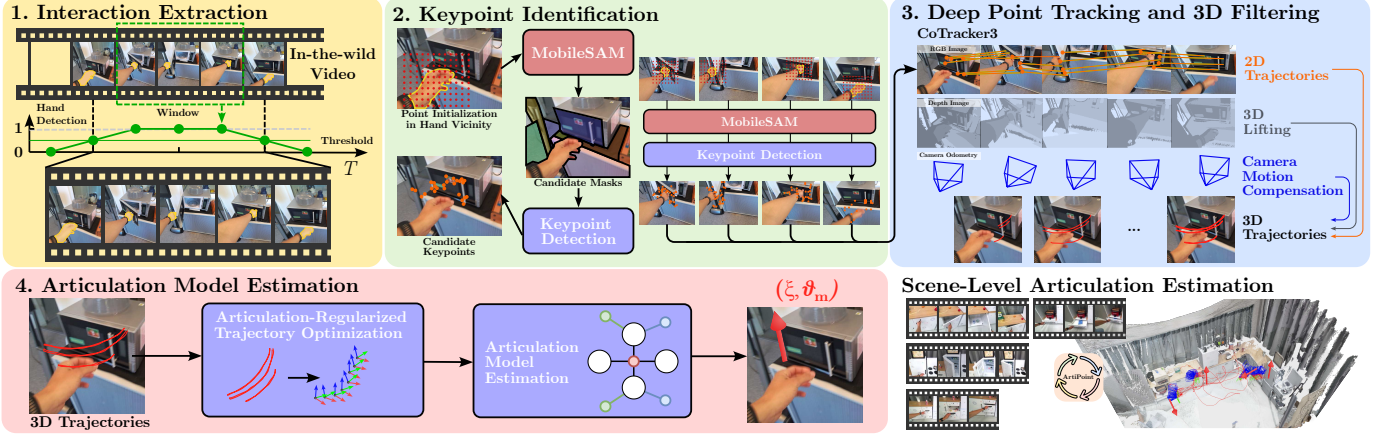 1. Interaction Extraction
In-the-wild
Video
Hand
Detection
Window
1
0
Threshold
T
2. Keypoint Identification
Point Initialization
in Hand Vicinity
MobileSAM
Candidate Masks
Keypoint
Detection
Candidate
Keypoints
MobileSAM
Keypoint Detection
3. Deep Point Tracking and 3D Filtering
CoTracker3
RGB Image
2D
Trajectories
Depth Image
3D
Lifting
Camera Odometry
Camera
Motion
Compensation
3D
Trajectories
...
4. Articulation Model Estimation
3D Trajectories
Articulation-Regularized
Trajectory Optimization
Articulation
Model
Estimation
(ξ, ϑm)
Scene-Level Articulation Estimation
ArtiPoint